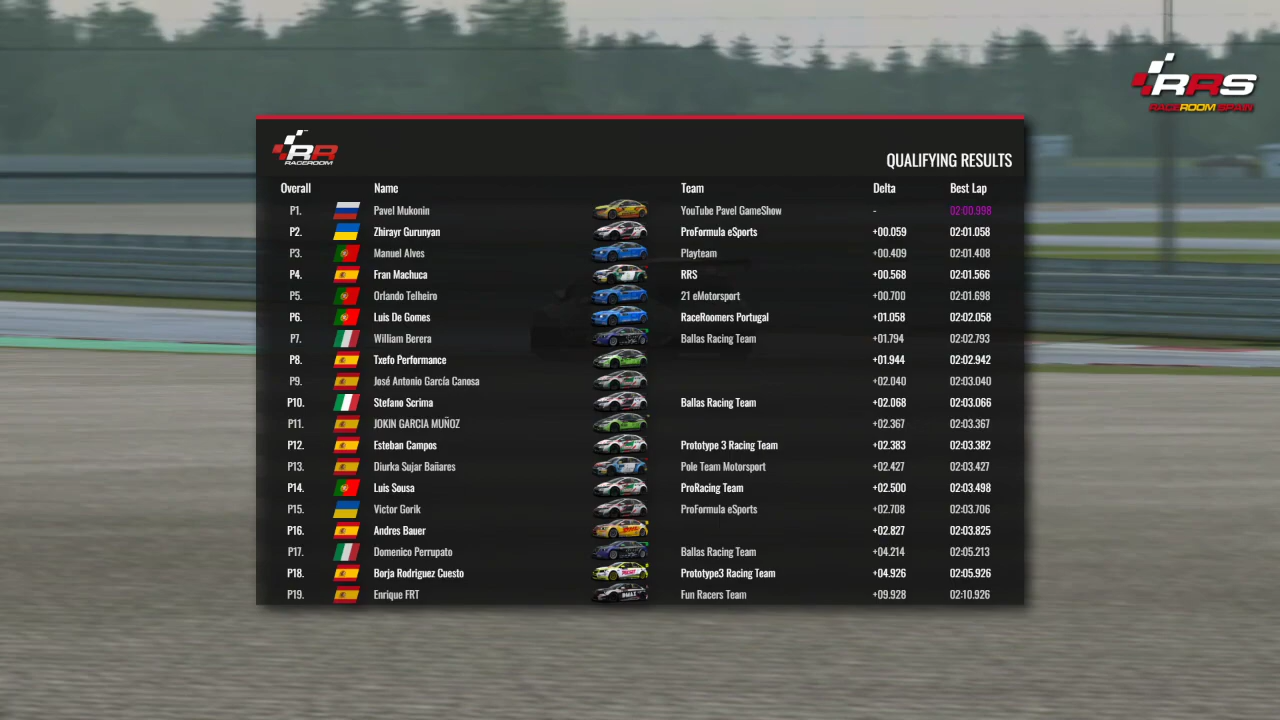 RRS
RACEROOM SPAIN
RR
RACEROOM
QUALIFYING RESULTS
Overall Name Team Delta Best Lap
P1. Pavel Mukonin YouTube Pavel GameShow - 02:00.998
P2. Zhirayr Gurunyan ProFormula eSports +00.059 02:01.058
P3. Manuel Alves Playteam +00.409 02:01.408
P4. Fran Machuca RRS +00.568 02:01.566
P5. Orlando Telheiro 21 eMotorsport +00.700 02:01.698
P6. Luis De Gomes RaceRoomers Portugal +01.058 02:02.058
P7. William Berera Ballas Racing Team +01.794 02:02.793
P8. Txefo Performance +01.944 02:02.942
P9. José Antonio García Canosa +02.040 02:03.040
P10. Stefano Scrima Ballas Racing Team +02.068 02:03.066
P11. JOKIN GARCIA MUÑOZ +02.367 02:03.367
P12. Esteban Campos Prototype 3 Racing Team +02.383 02:03.382
P13. Diurka Sujar Bañares Pole Team Motorsport +02.427 02:03.427
P14. Luis Sousa ProRacing Team +02.500 02:03.498
P15. Victor Gorik ProFormula eSports +02.708 02:03.706
P16. Andres Bauer +02.827 02:03.825
P17. Domenico Perrupato Ballas Racing Team +04.214 02:05.213
P18. Borja Rodriguez Cuesto Prototype3 Racing Team +04.926 02:05.926
P19. Enrique FRT Fun Racers Team +09.928 02:10.926